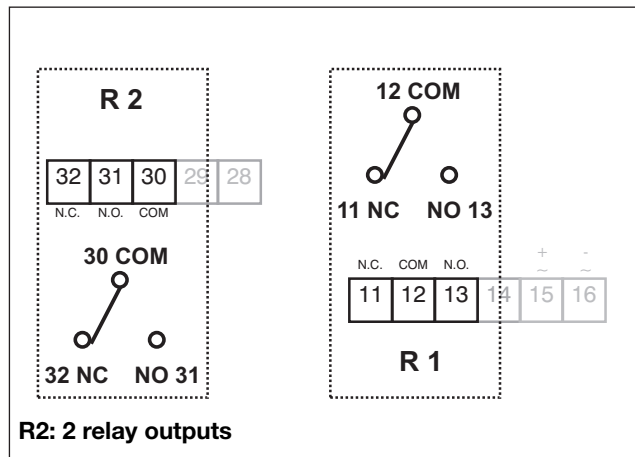 R 2
32 31 30 29 28
N.C. N.O. COM
30 COM
32 NC NO 31
12 COM
11 NC NO 13
+ -
N.C. COM N.O. ~ ~
11 12 13 14 15 16
R 1
R2: 2 relay outputs